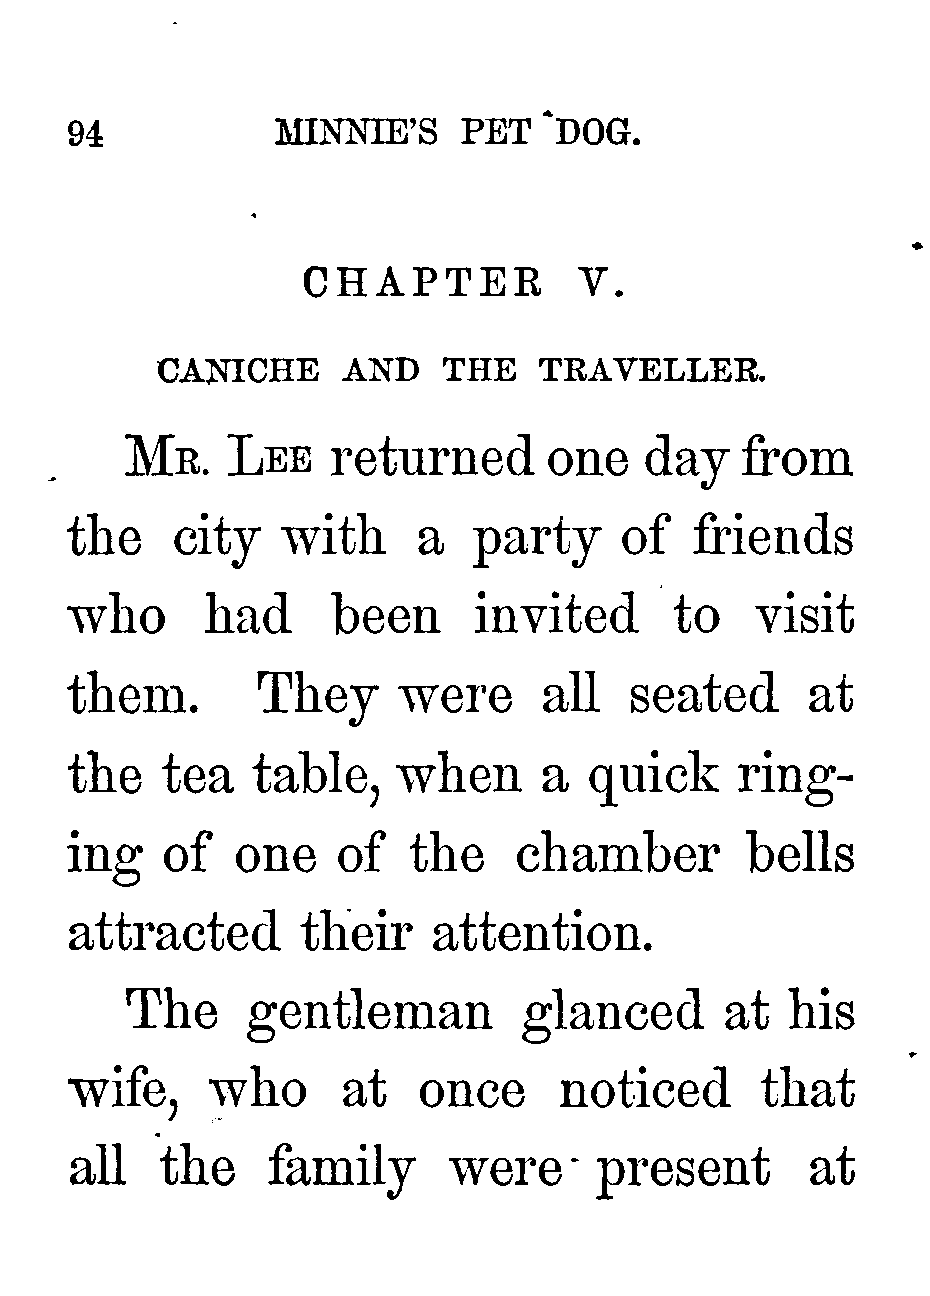 94 MINNIE'S PET DOG.
CHAPTER V.
CANICHE AND THE TRAVELLER.
MR. LEE returned one day from
the city with a party of friends
who had been invited to visit
them. They were all seated at
the tea table, when a quick ring-
ing of one of the chamber bells
attracted their attention.
The gentleman glanced at his
wife, who at once noticed that
all the family were present at